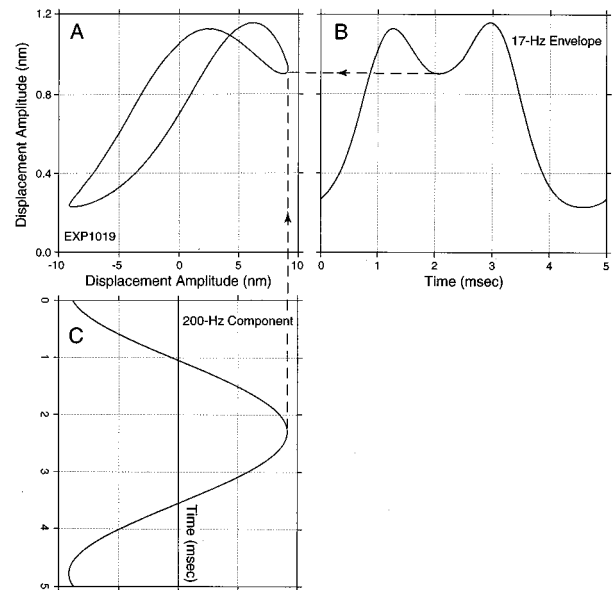 A
B
17-Hz Envelope
Displacement Amplitude (nm)
1.2
0.8
0.4
0.0
EXP1019
-10
-5
0
5
10
Displacement Amplitude (nm)
0
1
2
3
4
5
Time (msec)
C
200-Hz Component
0
1
2
3
4
5
Time (msec)